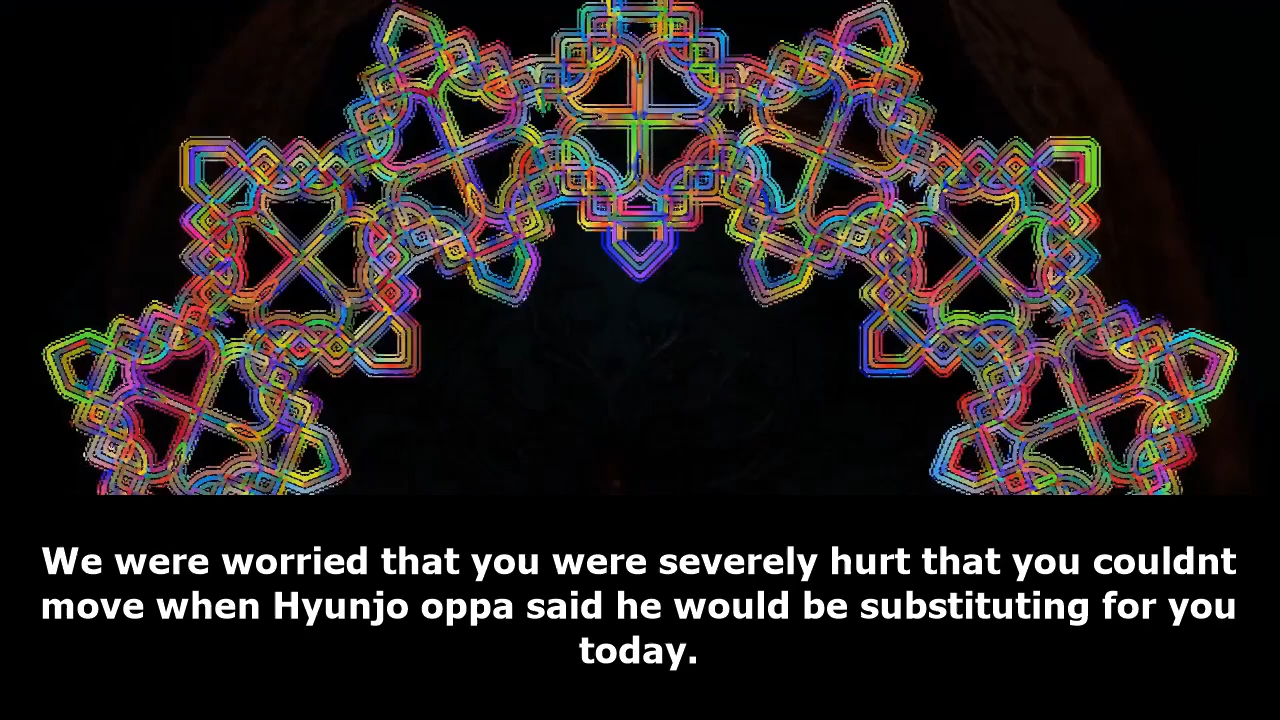 We were worried that you were severely hurt that you couldnt
move when Hyunjo oppa said he would be substituting for you
today.